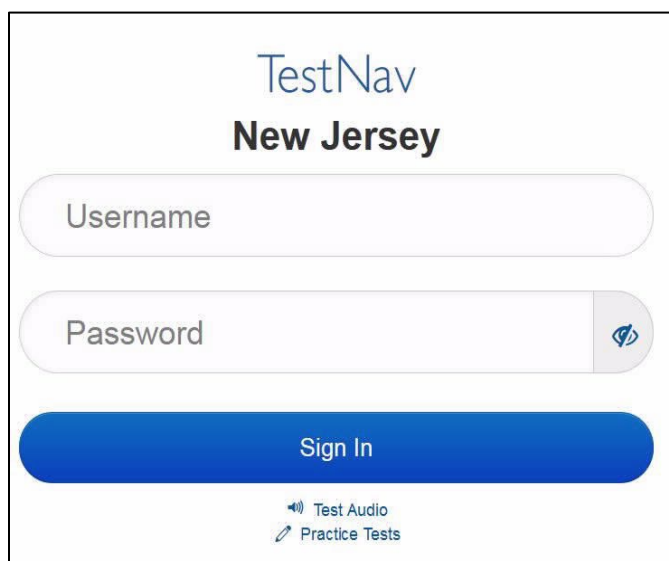 TestNav
New Jersey
Username
Password
Sign In
Test Audio
Practice Tests